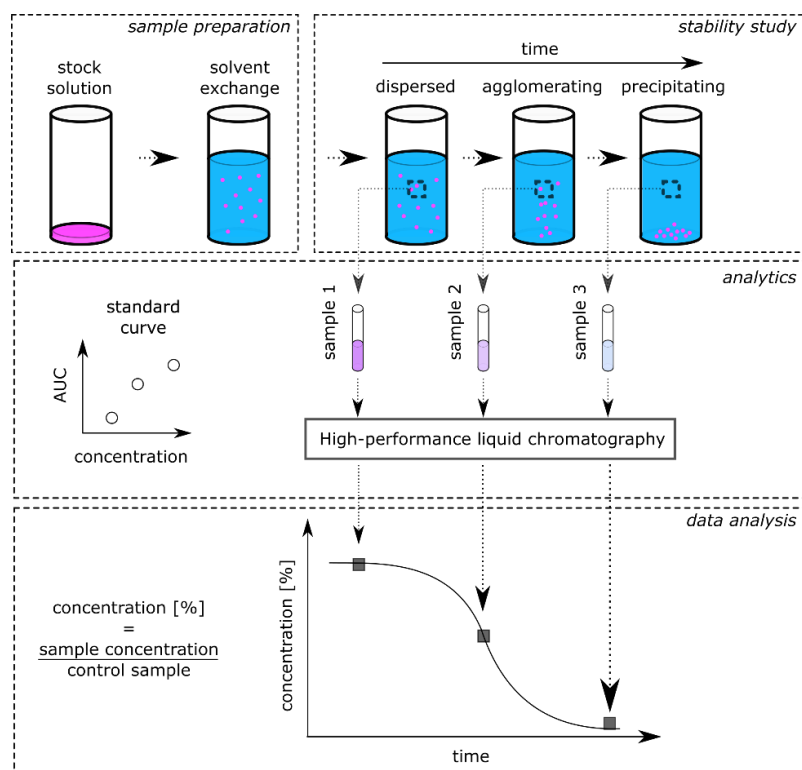 sample preparation
stock
solution
solvent
exchange
stability study
time
dispersed
agglomerating
precipitating
analytics
standard
curve
AUC
concentration
sample 1
sample 2
sample 3
High-performance liquid chromatography
data analysis
concentration [%]
=
sample concentration
control sample
concentration [%]
time